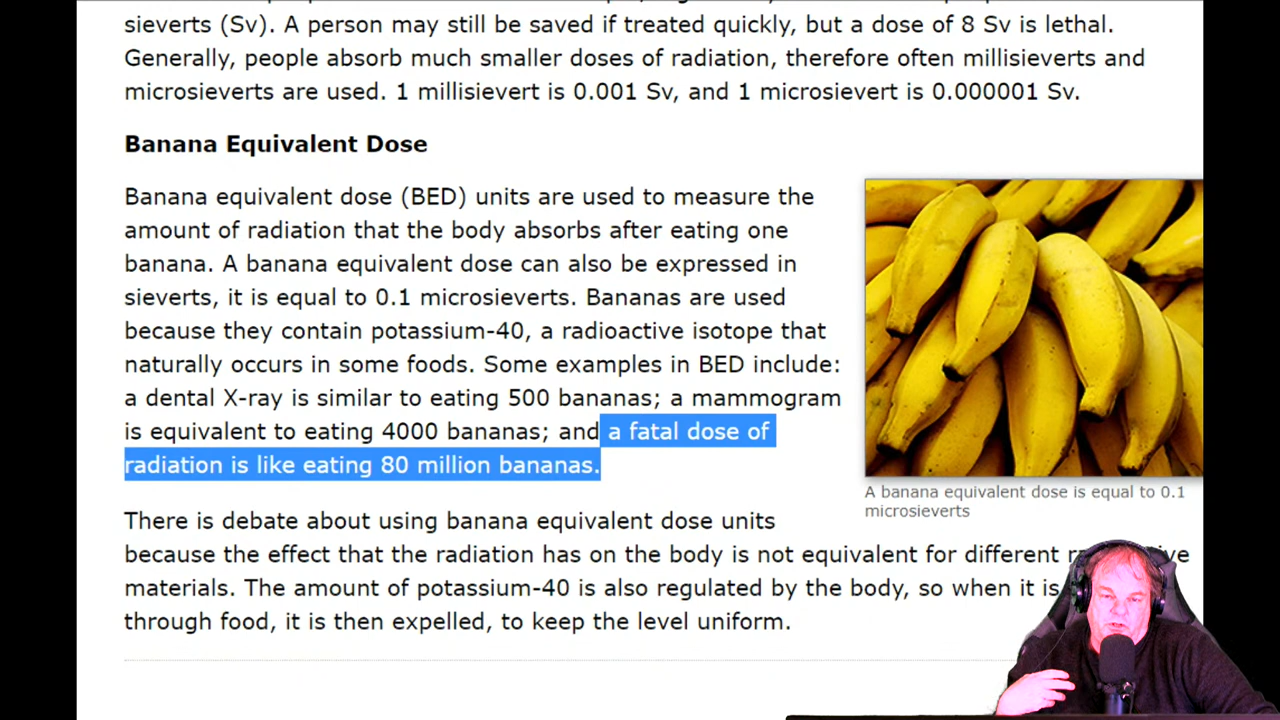 sieverts (Sv). A person may still be saved if treated quickly, but a dose of 8 Sv is lethal.
Generally, people absorb much smaller doses of radiation, therefore often millisieverts and
microsieverts are used. 1 millisievert is 0.001 Sv, and 1 microsievert is 0.000001 Sv.
Banana Equivalent Dose
Banana equivalent dose (BED) units are used to measure the
amount of radiation that the body absorbs after eating one
banana. A banana equivalent dose can also be expressed in
sieverts, it is equal to 0.1 microsieverts. Bananas are used
because they contain potassium-40, a radioactive isotope that
naturally occurs in some foods. Some examples in BED include:
a dental X-ray is similar to eating 500 bananas; a mammogram
is equivalent to eating 4000 bananas; and a fatal dose of
radiation is like eating 80 million bananas.
A banana equivalent dose is equal to 0.1
microsieverts
There is debate about using banana equivalent dose units
because the effect that the radiation has on the body is not equivalent for different
materials. The amount of potassium-40 is also regulated by the body, so when it is
through food, it is then expelled, to keep the level uniform.